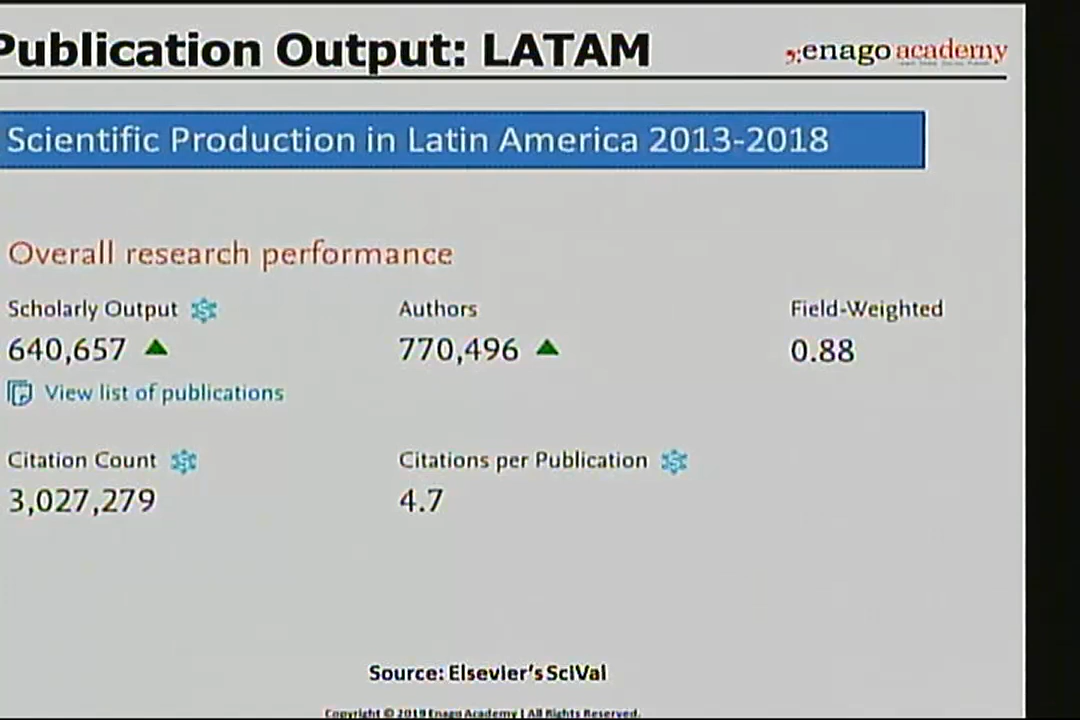 Publication Output: LATAM
enago academy
Scientific Production in Latin America 2013-2018
Overall research performance
Scholarly Output
Authors
Field-Weighted
640,657
770,496
0.88
View list of publications
Citation Count
Citations per Publication
3,027,279
4.7
Source: Elsevier's SciVal
Copyright © 2019 Enago Academy | All Rights Reserved.